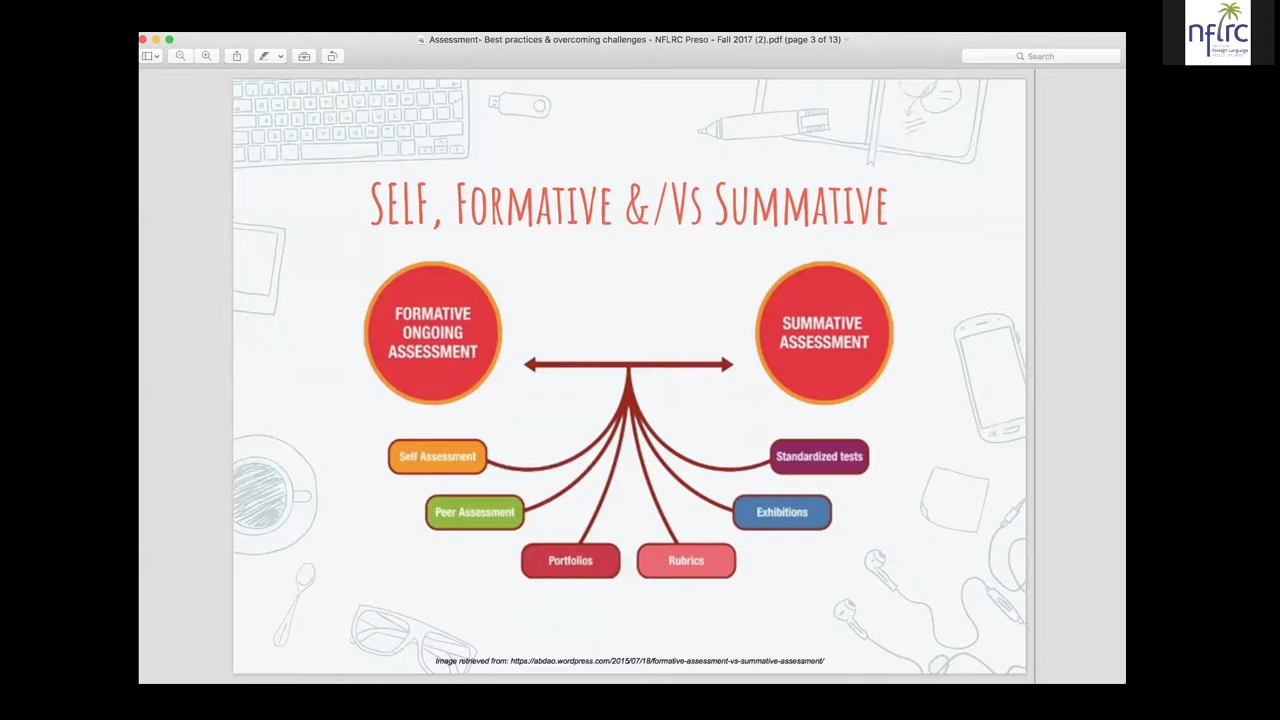 Assessment- Best practices & overcoming challenges - NFLRC Preso - Fall 2017 (2).pdf (page 3 of 13)
Search
nflrc
Foreign Language
SELF, Formative &/Vs Summative
FORMATIVE
ONGOING
ASSESSMENT
SUMMATIVE
ASSESSMENT
Self Assessment
Standardized tests
Peer Assessment
Exhibitions
Portfolios
Rubrics
Image retrieved from: https://abdao.wordpress.com/2015/07/18/formative-assessment-vs-summative-assessment/